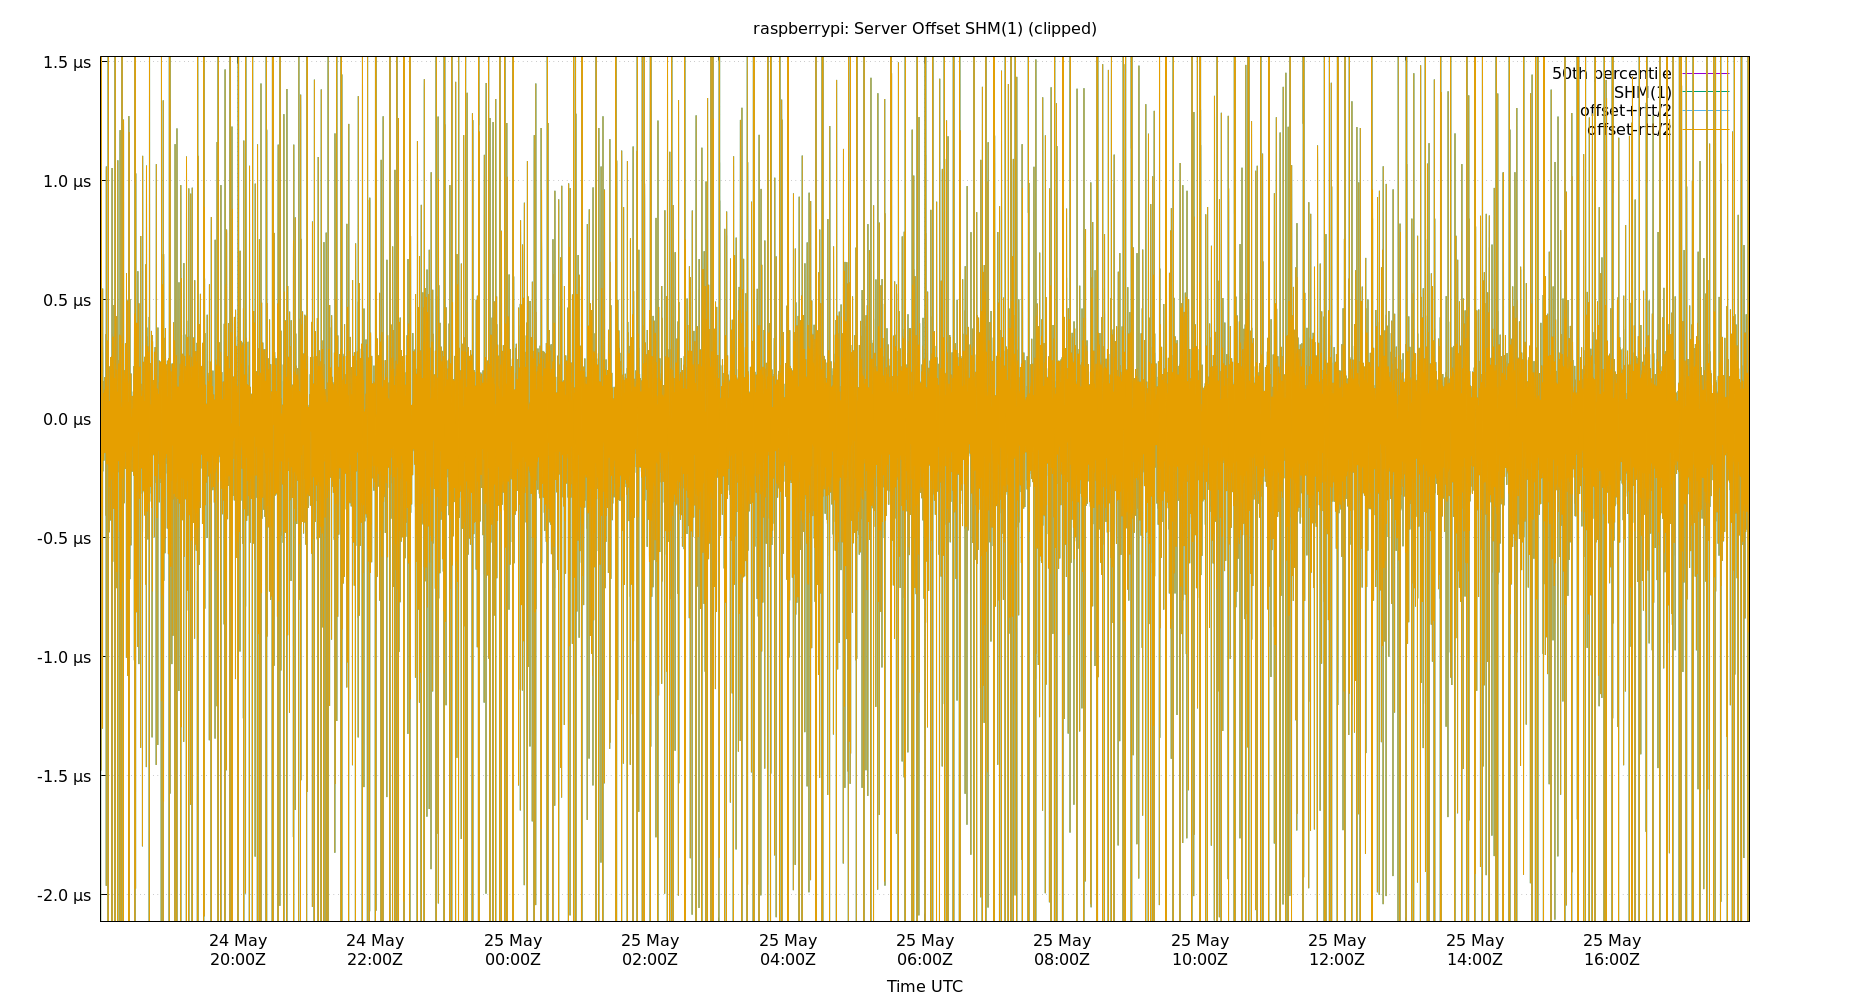 raspberrypi: Server Offset SHM(1) (clipped)
1.5 μs
1.0 μs
0.5 μs
0.0 μs
-0.5 μs
-1.0 μs
-1.5 μs
-2.0 μs
50th percentile
SHM(1)
offset+rtt/2
offset-rtt/2
24 May 20:00Z
24 May 22:00Z
25 May 00:00Z
25 May 02:00Z
25 May 04:00Z
25 May 06:00Z
25 May 08:00Z
25 May 10:00Z
25 May 12:00Z
25 May 14:00Z
25 May 16:00Z
Time UTC